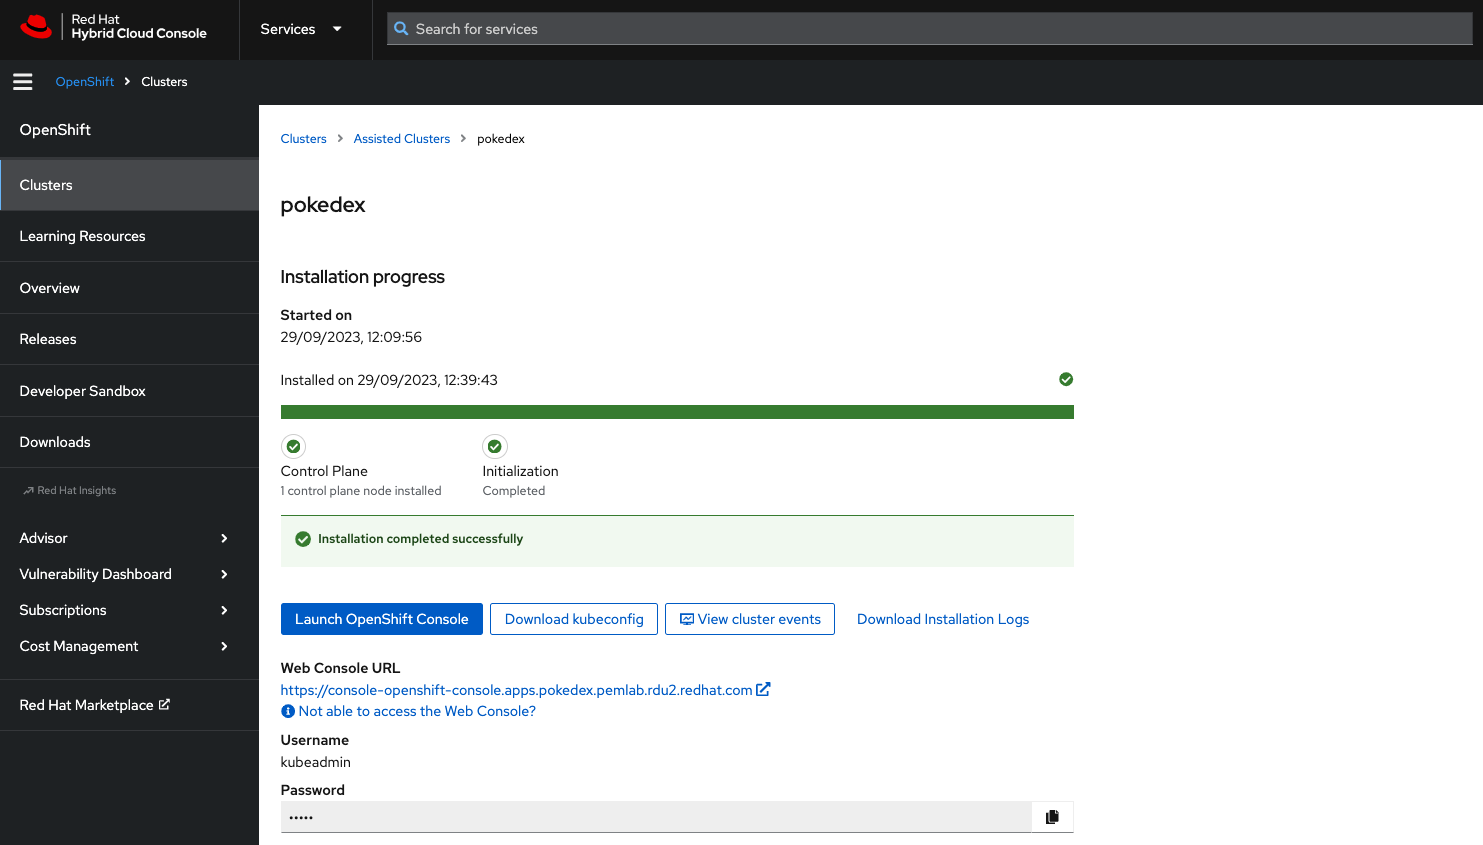 Red Hat
Hybrid Cloud Console
Services
Search for services
OpenShift
Clusters
OpenShift
Clusters
Learning Resources
Overview
Releases
Developer Sandbox
Downloads
Red Hat Insights
Advisor
Vulnerability Dashboard
Subscriptions
Cost Management
Red Hat Marketplace
Clusters
Assisted Clusters
pokedex
pokedex
Installation progress
Started on
29/09/2023, 12:09:56
Installed on 29/09/2023, 12:39:43
Control Plane
1 control plane node installed
Initialization
Completed
Installation completed successfully
Launch OpenShift Console
Download kubeconfig
View cluster events
Download Installation Logs
Web Console URL
https://console-openshift-console.apps.pokedex.pemlab.rdu2.redhat.com
Not able to access the Web Console?
Username
kubeadmin
Password
•••••